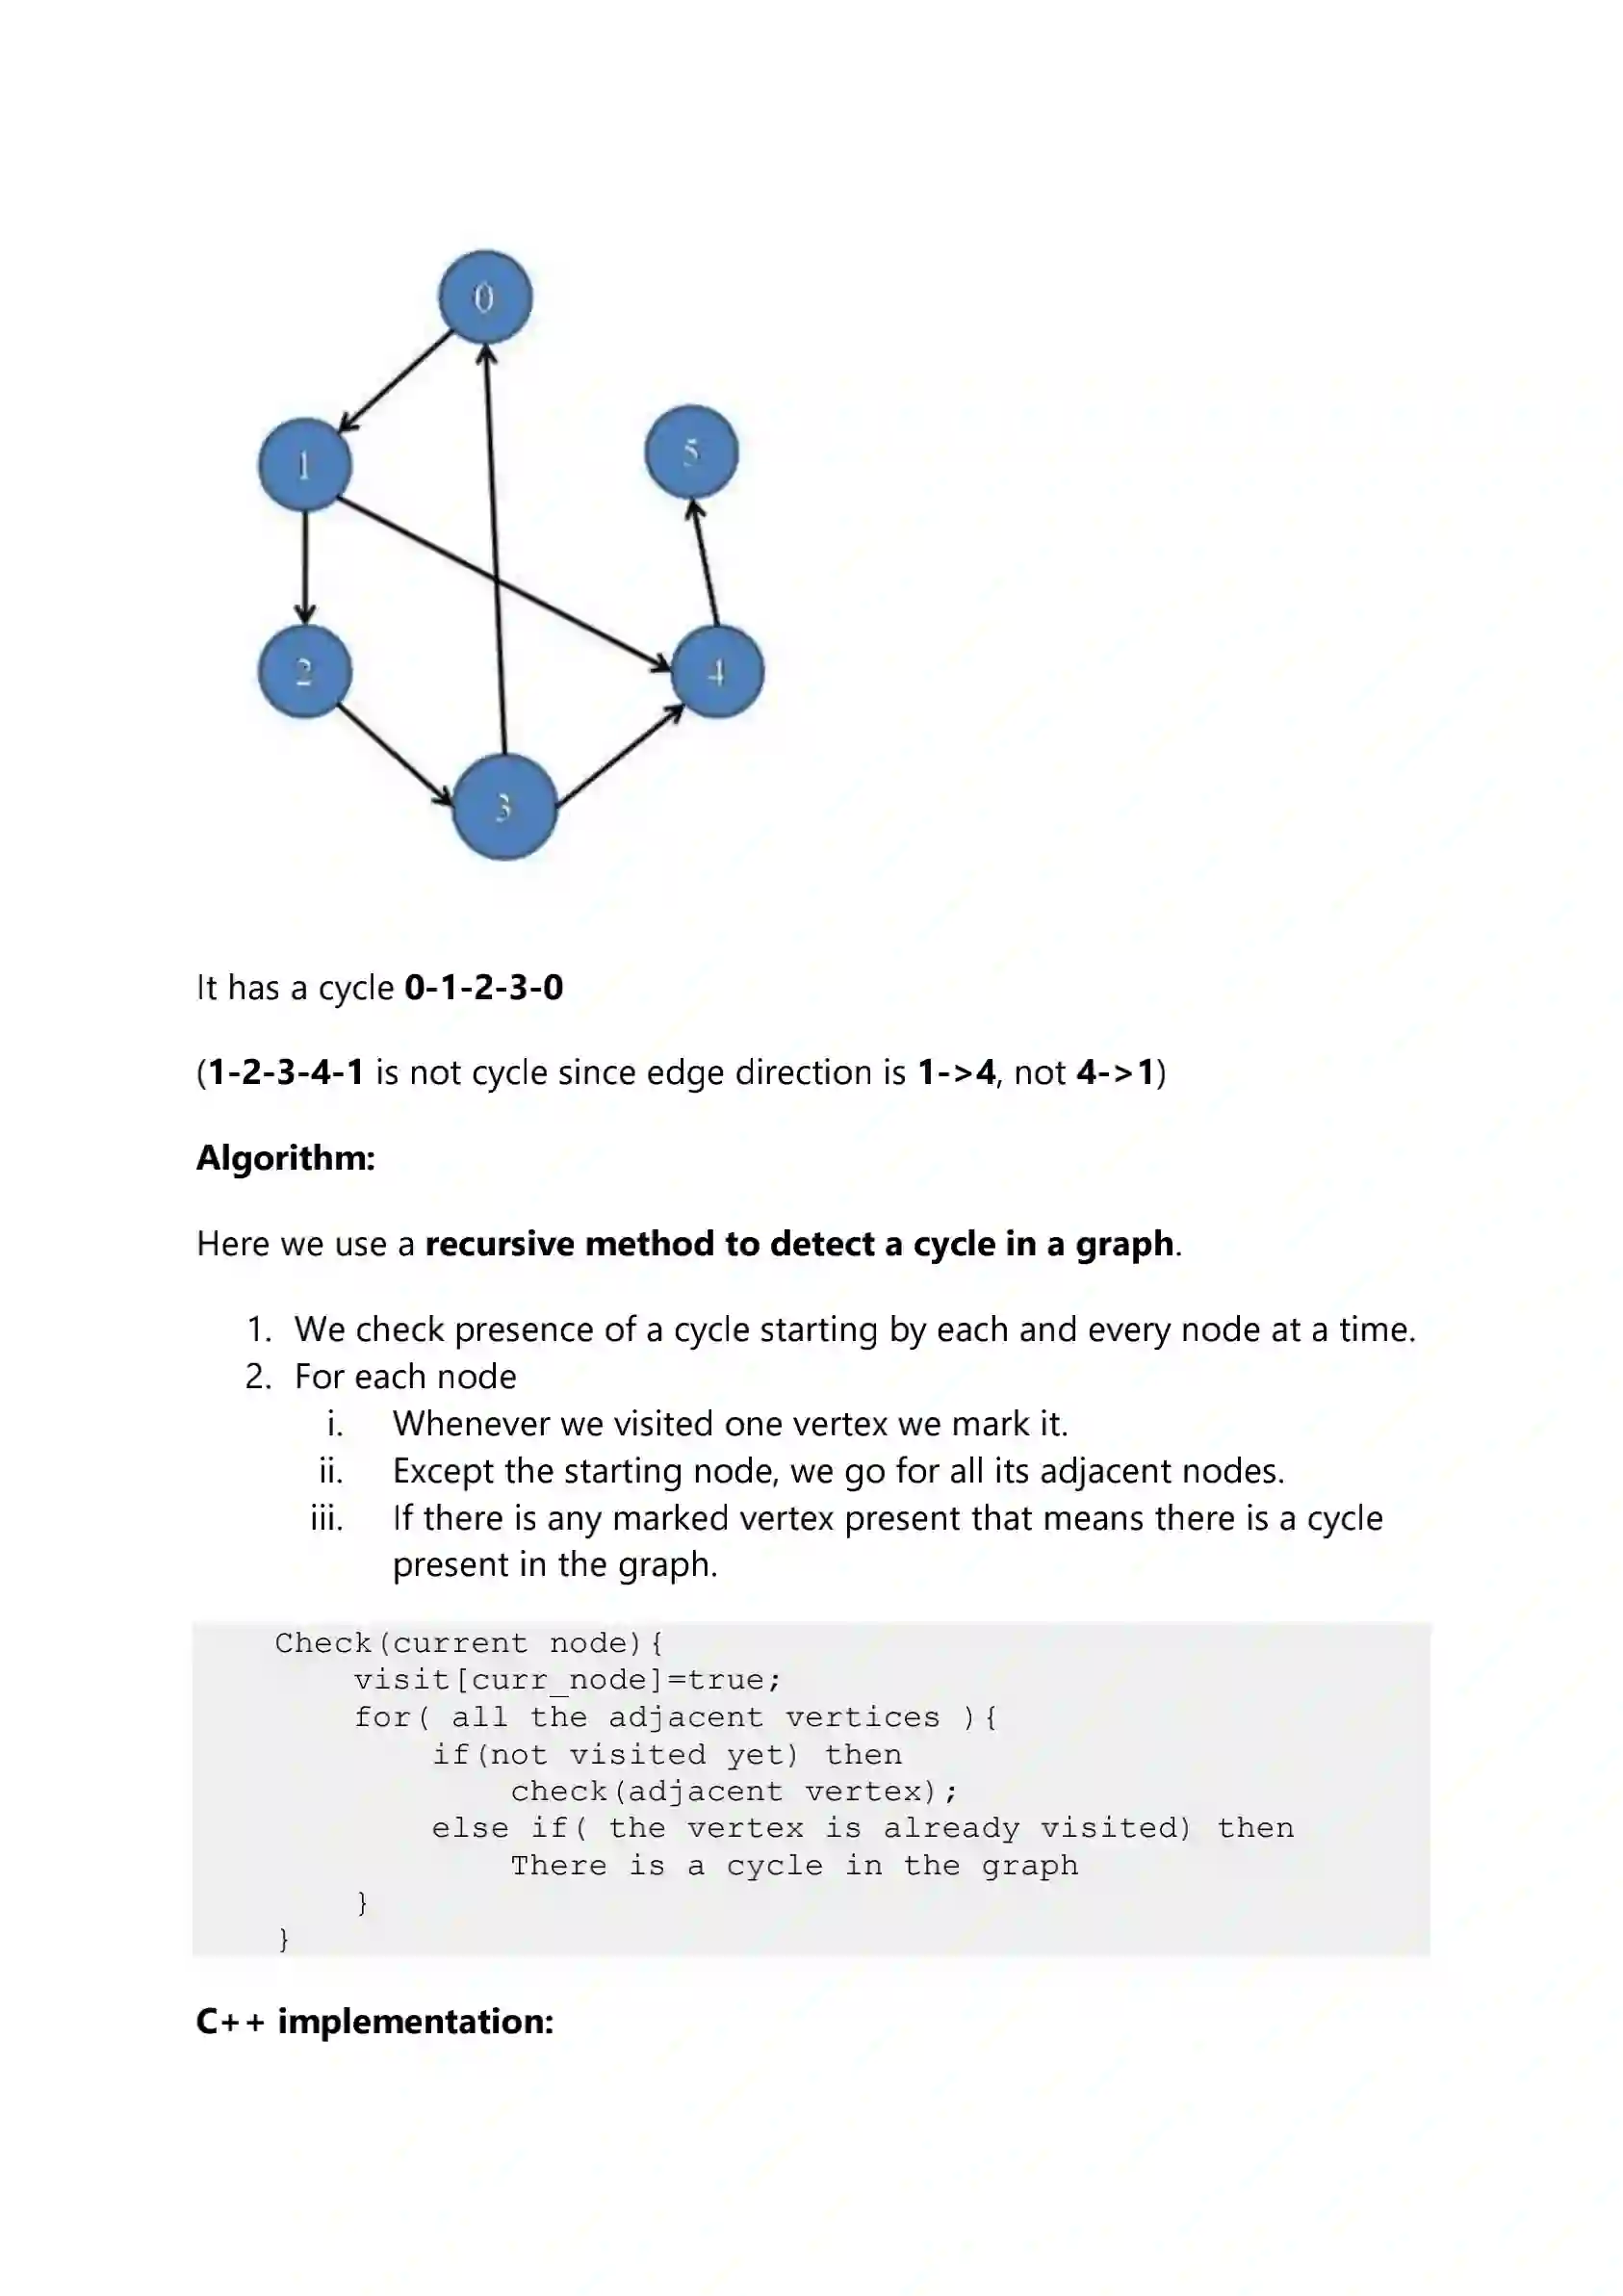 0
1
5
2
4
3
It has a cycle 0-1-2-3-0
(1-2-3-4-1 is not cycle since edge direction is 1->4, not 4->1)
Algorithm:
Here we use a recursive method to detect a cycle in a graph.
1. We check presence of a cycle starting by each and every node at a time.
2. For each node
i. Whenever we visited one vertex we mark it.
ii. Except the starting node, we go for all its adjacent nodes.
iii. If there is any marked vertex present that means there is a cycle
present in the graph.
Check(current node){
visit[curr_node]=true;
for( all the adjacent vertices ){
if(not visited yet) then
check(adjacent vertex);
else if( the vertex is already visited) then
There is a cycle in the graph
}
}
C++ implementation: